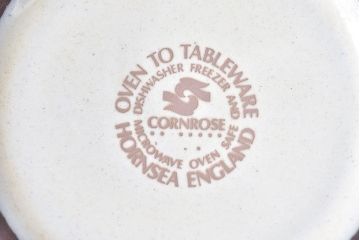 OVEN TO TABLEWARE
DISHWASHER FREEZER AND
CORNROSE
MICROWAVE OVEN SAFE
HORNSEA ENGLAND